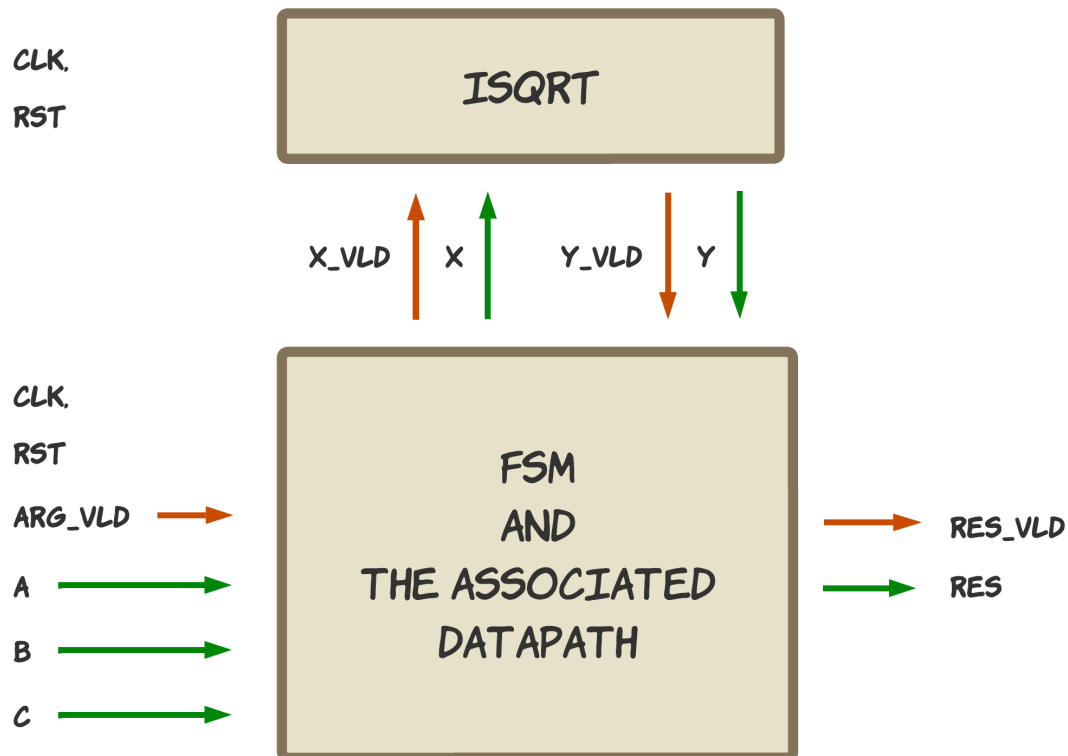 CLK,
RST
ISQRT
X_VLD X Y_VLD Y
CLK,
RST
ARG_VLD
A
B
C
FSM
AND
THE ASSOCIATED
DATAPATH
RES_VLD
RES